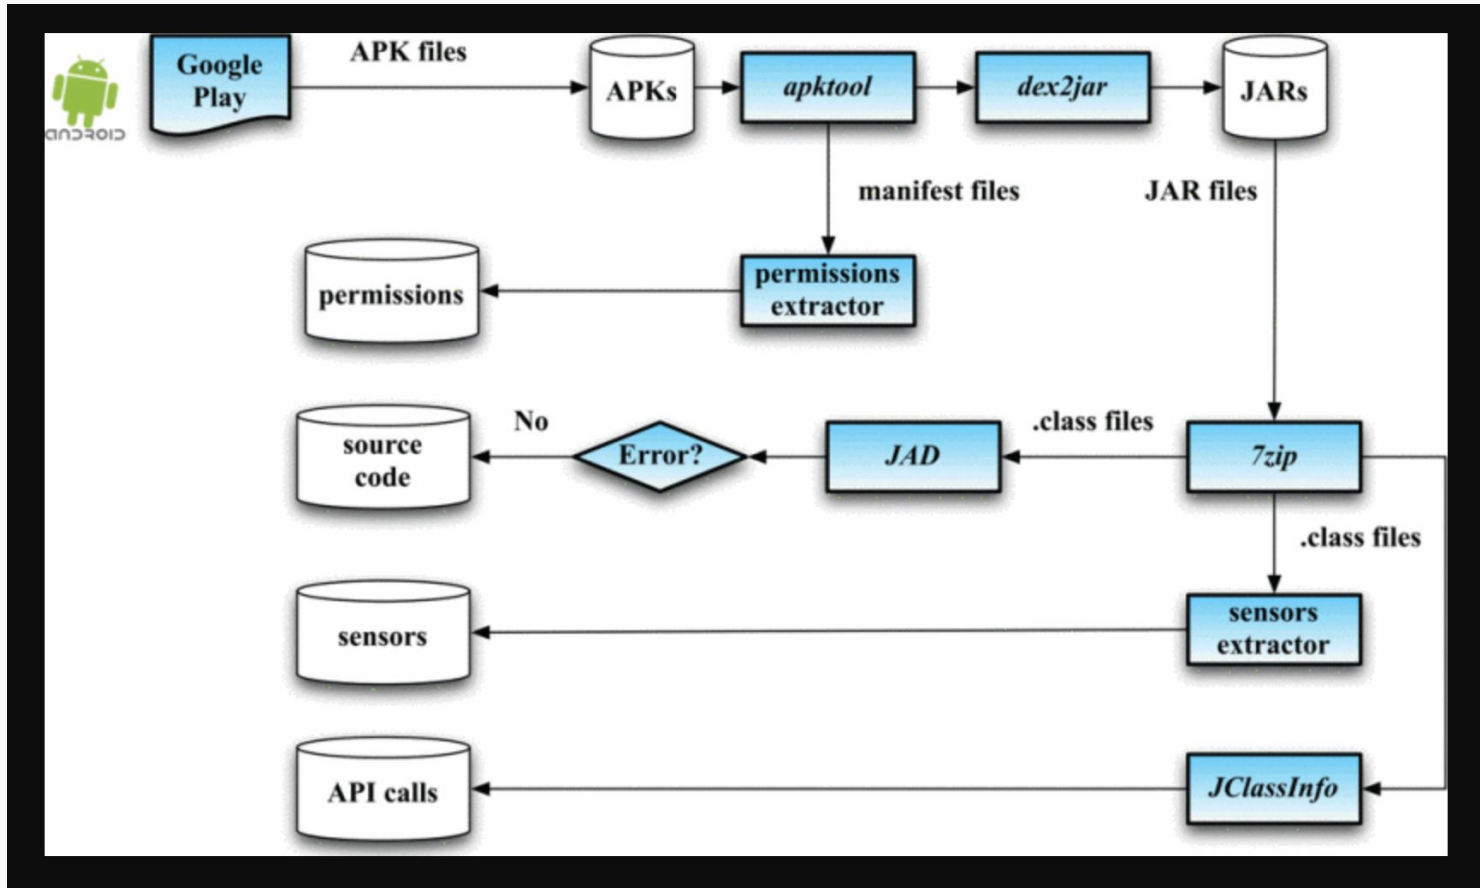 Google
Play
APK files
APKs
apktool
dex2jar
JARs
ANDROID
manifest files
JAR files
permissions
extractor
permissions
source
code
No
Error?
JAD
.class files
7zip
.class files
sensors
sensors
extractor
API calls
JClassInfo